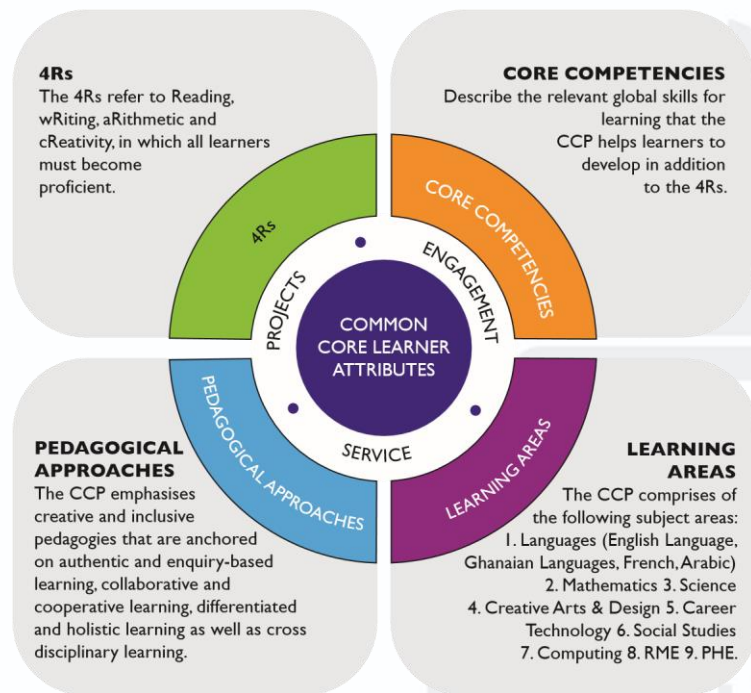 4Rs
The 4Rs refer to Reading,
wRiting, aRithmetic and
cReativity, in which all learners
must become
proficient.
CORE COMPETENCIES
Describe the relevant global skills for
learning that the
CCP helps learners to
develop in addition
to the 4Rs.
4Rs
CORE COMPETENCIES
PROJECTS
ENGAGEMENT
COMMON
CORE LEARNER
ATTRIBUTES
SERVICE
PEDAGOGICAL APPROACHES
LEARNING AREAS
PEDAGOGICAL
APPROACHES
The CCP emphasises
creative and inclusive
pedagogies that are anchored
on authentic and enquiry-based
learning, collaborative and
cooperative learning, differentiated
and holistic learning as well as cross
disciplinary learning.
LEARNING
AREAS
The CCP comprises of
the following subject areas:
1. Languages (English Language,
Ghanaian Languages, French, Arabic)
2. Mathematics 3. Science
4. Creative Arts & Design 5. Career
Technology 6. Social Studies
7. Computing 8. RME 9. PHE.